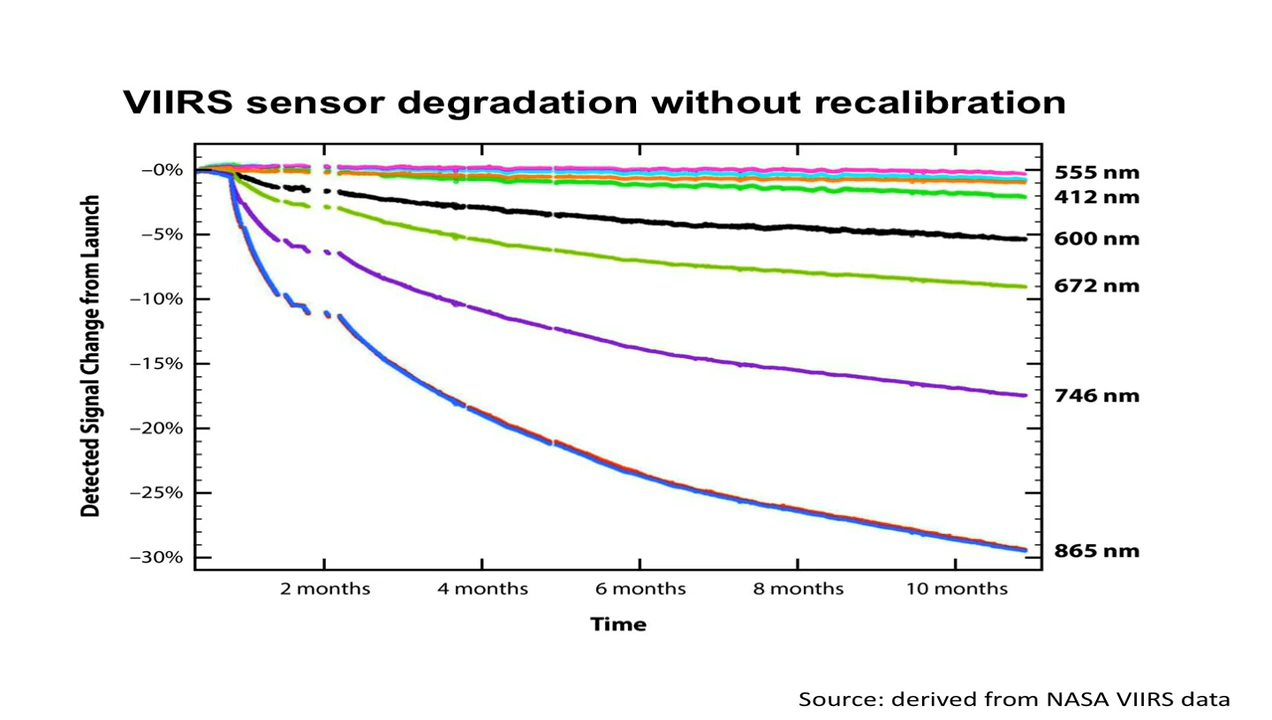 VIIRS sensor degradation without recalibration
Detected Signal Change from Launch
–0%
–5%
–10%
–15%
–20%
–25%
–30%
555 nm
412 nm
600 nm
672 nm
746 nm
865 nm
2 months 4 months 6 months 8 months 10 months
Time
Source: derived from NASA VIIRS data